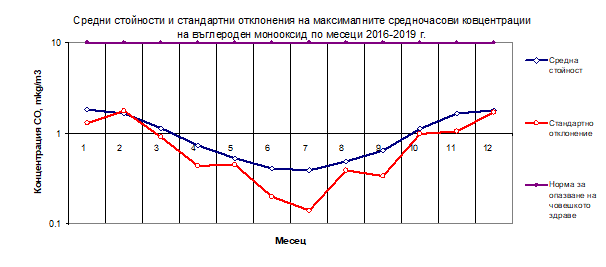 Средни стойности и стандартни отклонения на максималните средночасови ковцентрации
на въглероден монооксид по месеци 2016-2019 г.
Концентрация CO, mkg/m3
10
1
0.1
1 2 3 4 5 6 7 8 9 10 11 12
Месец
Средна
стойност
Стандартно
отклонение
Норма за
опазване на
човешкото
здраве